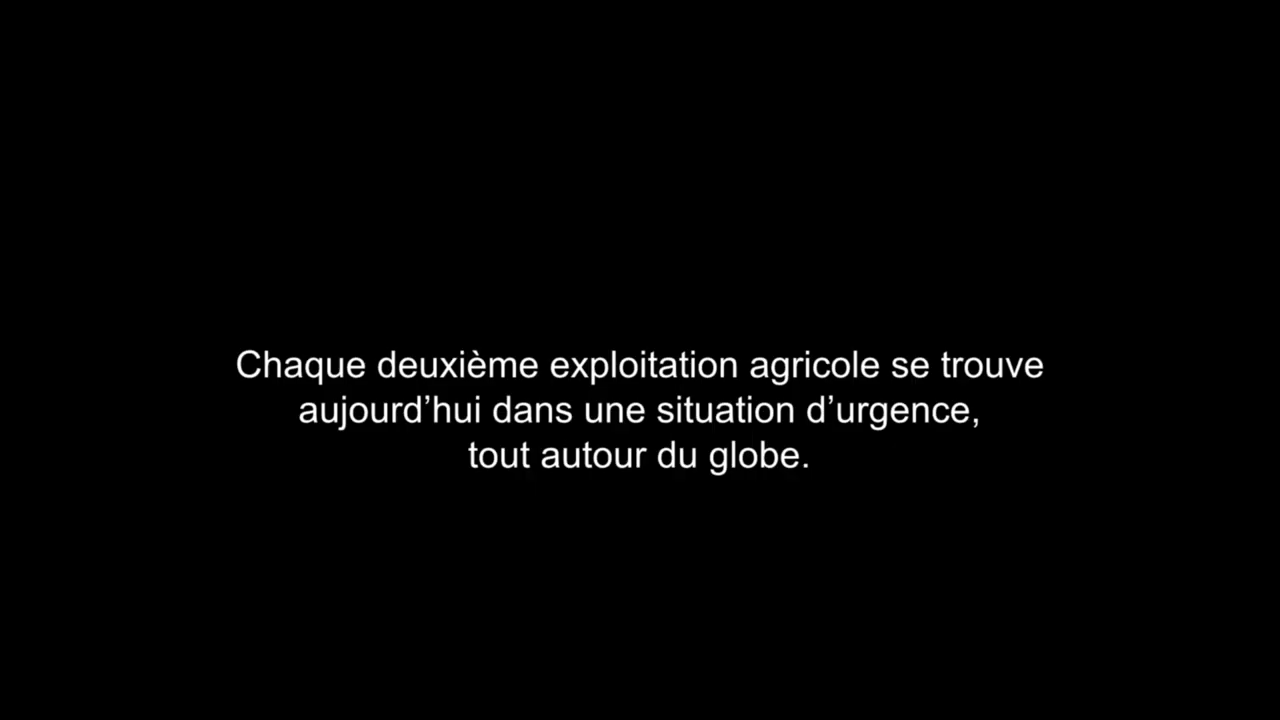 Chaque deuxième exploitation agricole se trouve
aujourd’hui dans une situation d’urgence,
tout autour du globe.